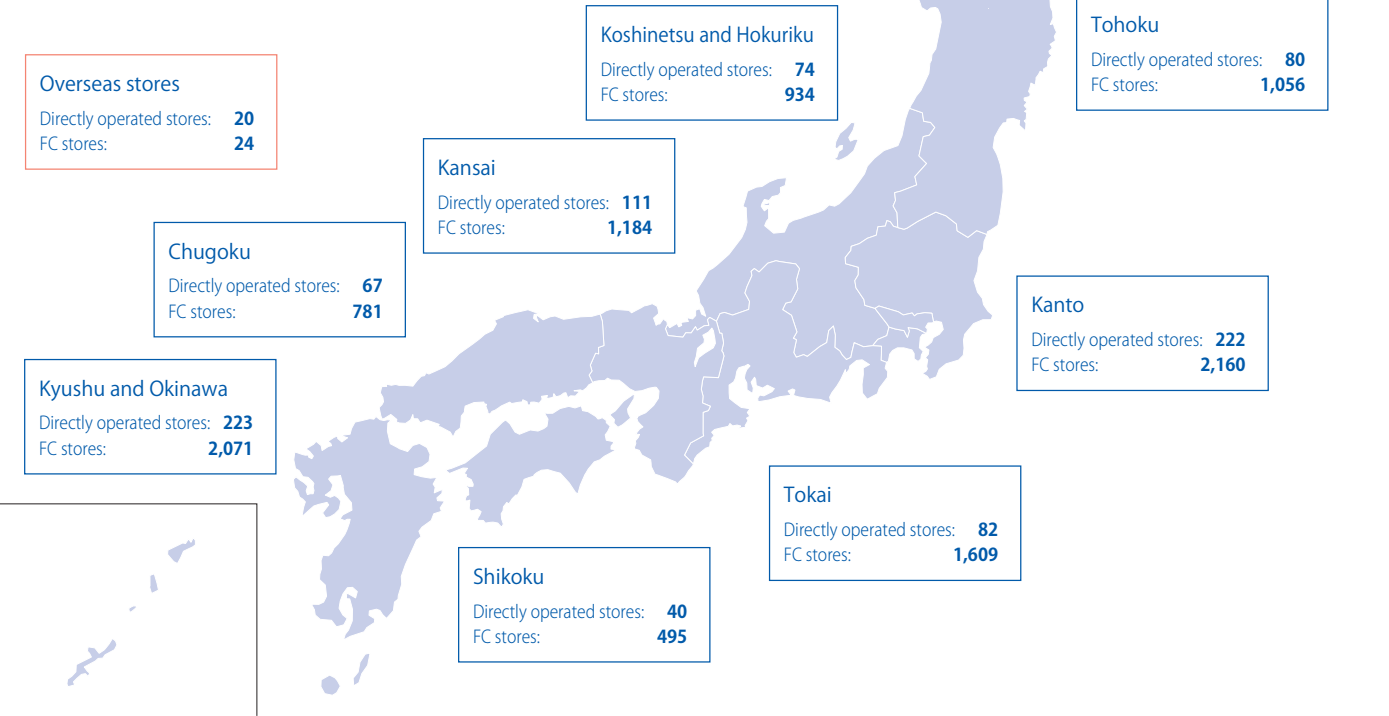 Koshinetsu and Hokuriku
Directly operated stores: 74
FC stores: 934
Tohoku
Directly operated stores: 80
FC stores: 1,056
Overseas stores
Directly operated stores: 20
FC stores: 24
Kansai
Directly operated stores: 111
FC stores: 1,184
Chugoku
Directly operated stores: 67
FC stores: 781
Kanto
Directly operated stores: 222
FC stores: 2,160
Kyushu and Okinawa
Directly operated stores: 223
FC stores: 2,071
Tokai
Directly operated stores: 82
FC stores: 1,609
Shikoku
Directly operated stores: 40
FC stores: 495